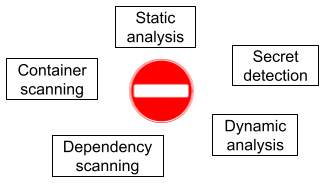 Static
analysis
Secret
detection
Container
scanning
Dynamic
analysis
Dependency
scanning